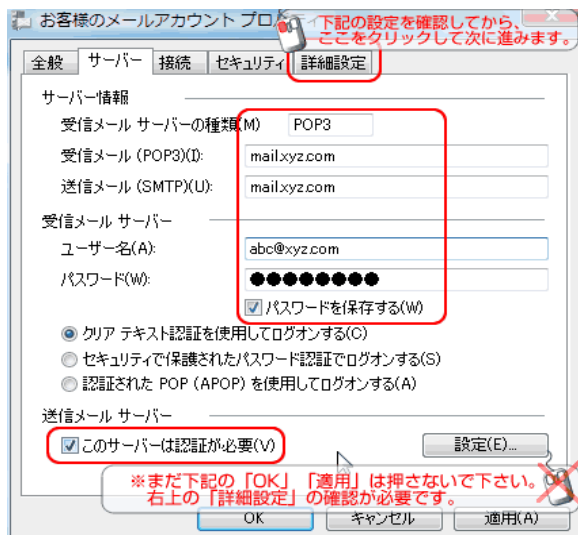 お客様のメールアカウント プロパティ
下記の設定を確認してから、
ここをクリックして次に進みます。
全般 サーバー 接続 セキュリティ 詳細設定
サーバー情報
受信メール サーバーの種類(M) POP3
受信メール (POP3)(I): mail.xyz.com
送信メール (SMTP)(U): mail.xyz.com
受信メール サーバー
ユーザー名(A): abc@xyz.com
パスワード(W): ●●●●●●●●
パスワードを保存する(W)
クリア テキスト認証を使用してログオンする(C)
セキュリティで保護されたパスワード認証でログオンする(S)
認証された POP (APOP) を使用してログオンする(A)
送信メール サーバー
このサーバーは認証が必要(V) 設定(E)...
※まだ下記の「OK」「適用」は押さないで下さい。
右上の「詳細設定」の確認が必要です。
OK キャンセル 適用(A)